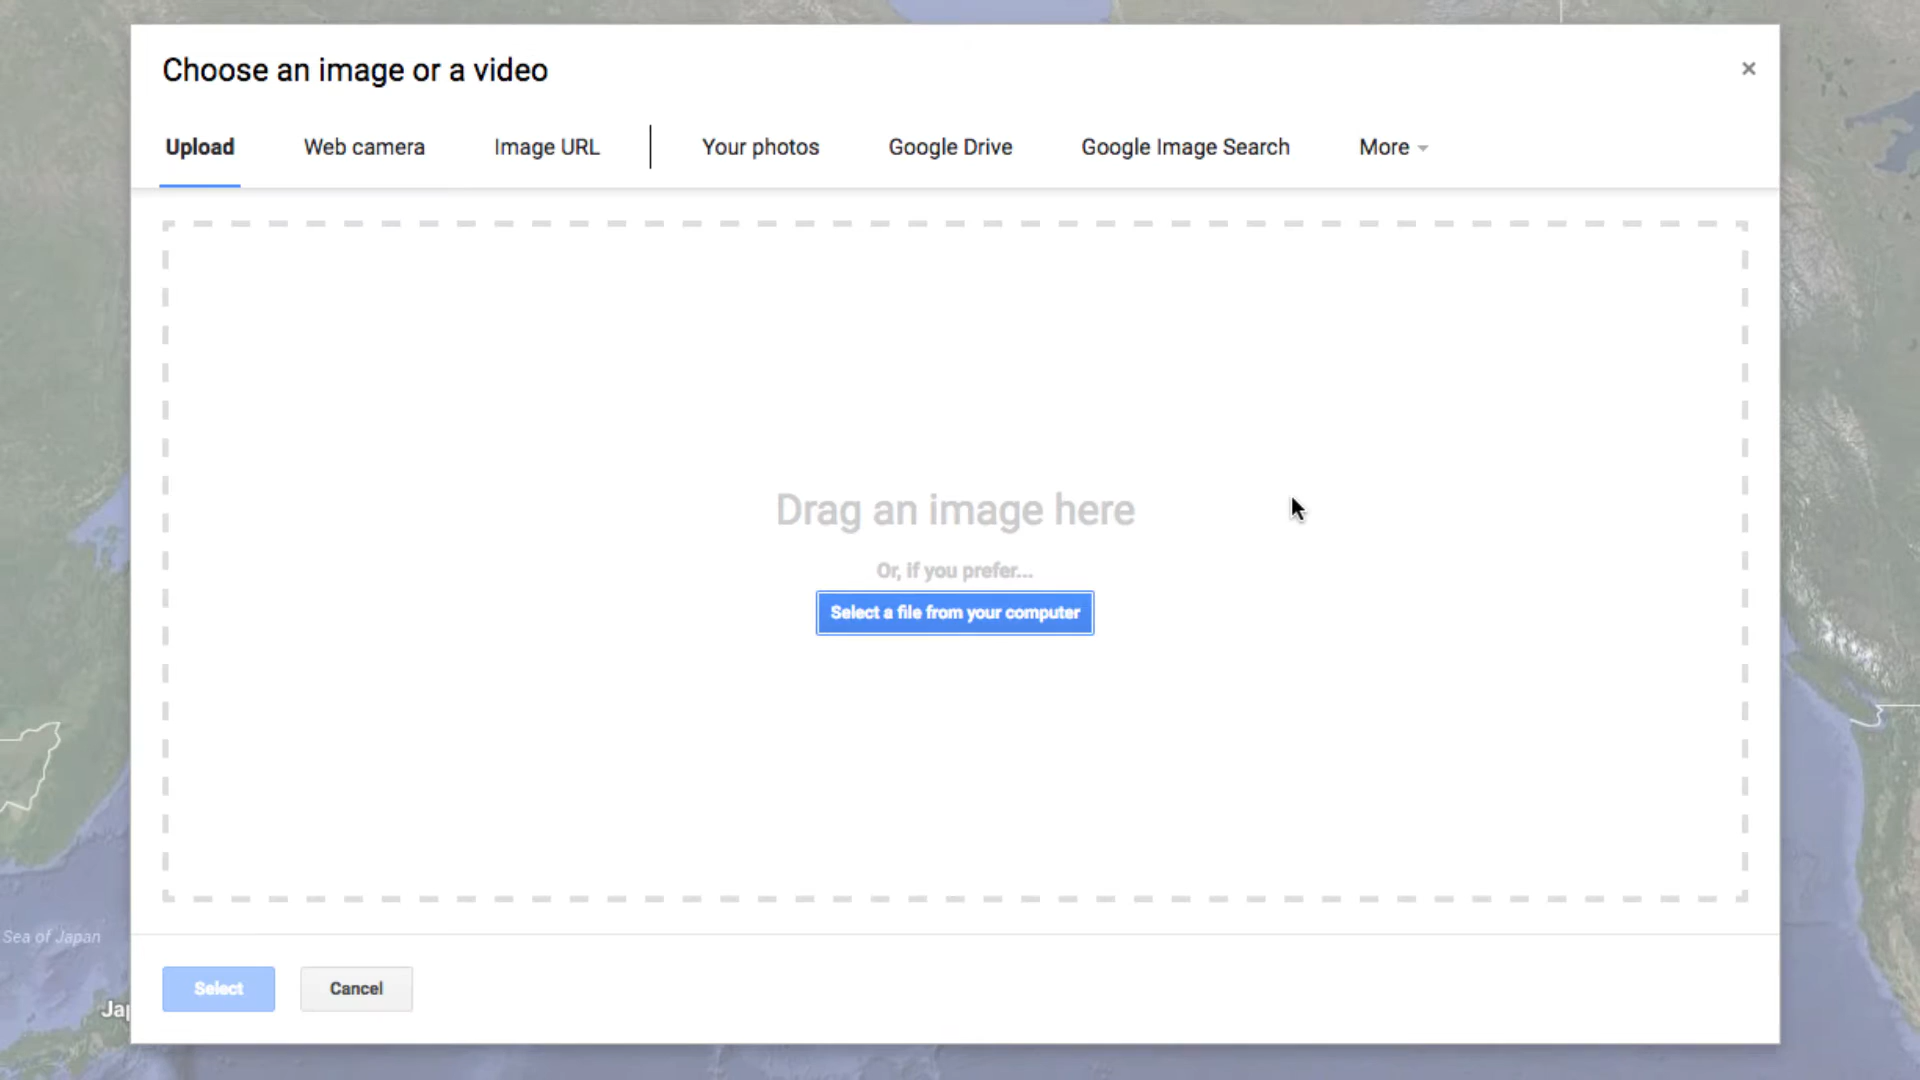 Choose an image or a video
×
Upload Web camera Image URL Your photos Google Drive Google Image Search More
Drag an image here
Or, if you prefer...
Select a file from your computer
Sea of Japan
Select Cancel
Jap